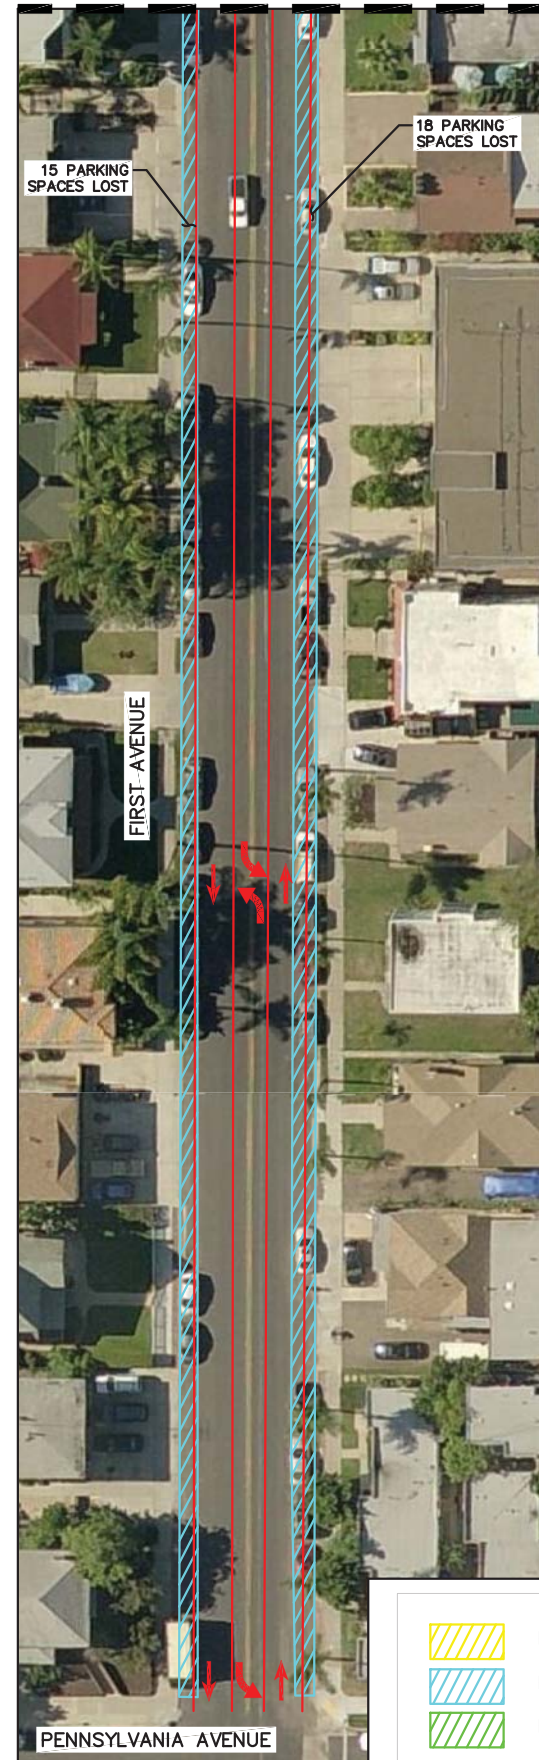 18 PARKING
SPACES LOST
15 PARKING
SPACES LOST
FIRST AVENUE
PENNSYLVANIA AVENUE